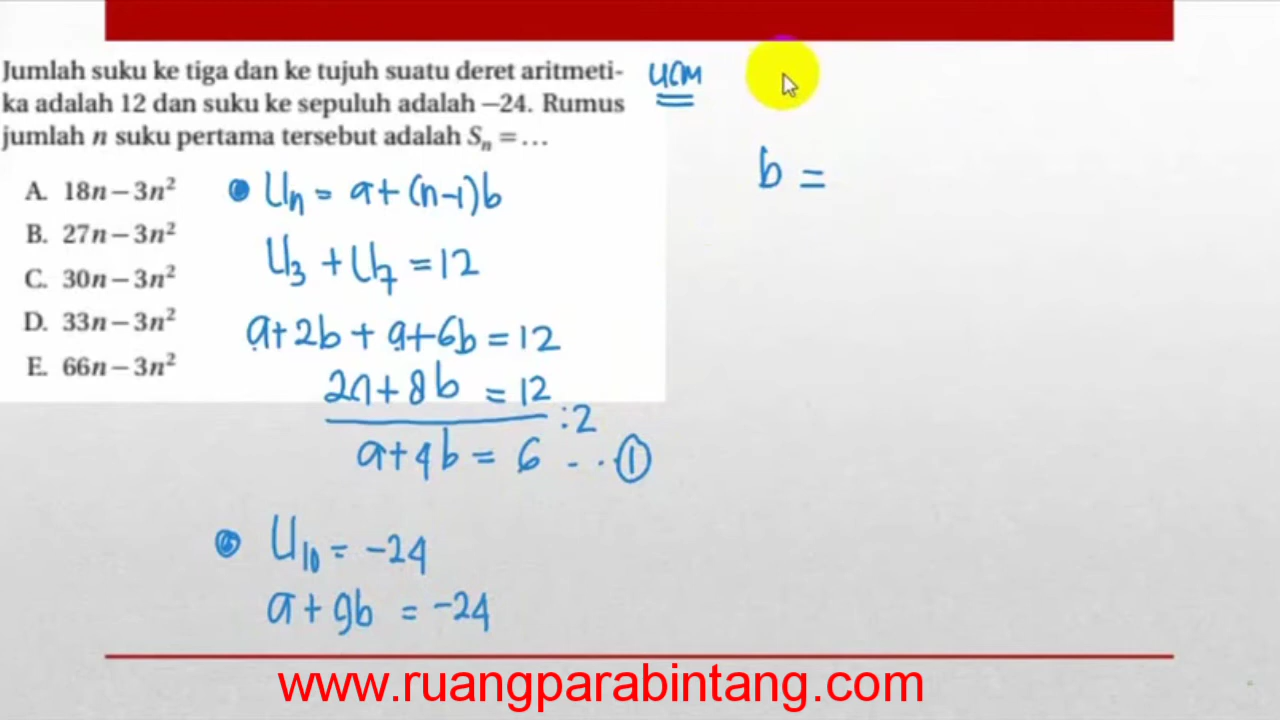 Jumlah suku ke tiga dan ke tujuh suatu deret aritmeti-
ka adalah 12 dan suku ke sepuluh adalah −24. Rumus
jumlah n suku pertama tersebut adalah Sₙ = …
A. 18n − 3n²
B. 27n − 3n²
C. 30n − 3n²
D. 33n − 3n²
E. 66n − 3n²
Uₙ = a + (n-1)b
U₃ + U₇ = 12
a+2b + a+6b = 12
2a+8b = 12
:2
a+4b = 6 ... ①
U₁₀ = -24
a + 9b = -24
b =
www.ruangparabintang.com